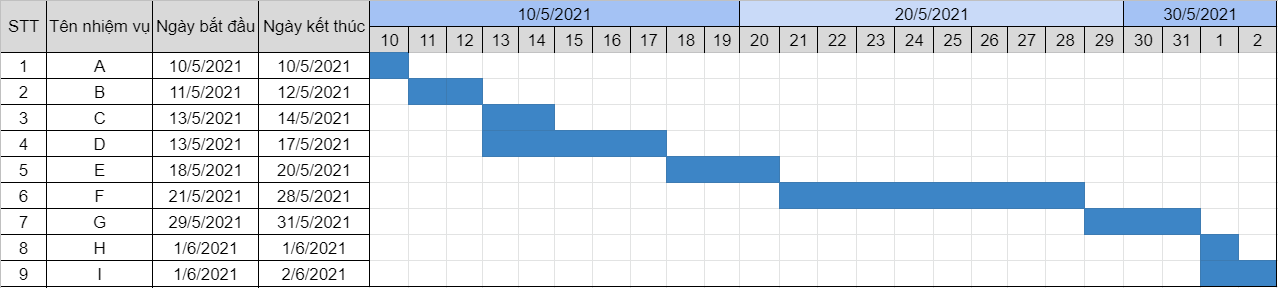 STT Tên nhiệm vụ Ngày bắt đầu Ngày kết thúc 10/5/2021 20/5/2021 30/5/2021
10 11 12 13 14 15 16 17 18 19 20 21 22 23 24 25 26 27 28 29 30 31 1 2
1 A 10/5/2021 10/5/2021
2 B 11/5/2021 12/5/2021
3 C 13/5/2021 14/5/2021
4 D 13/5/2021 17/5/2021
5 E 18/5/2021 20/5/2021
6 F 21/5/2021 28/5/2021
7 G 29/5/2021 31/5/2021
8 H 1/6/2021 1/6/2021
9 I 1/6/2021 2/6/2021